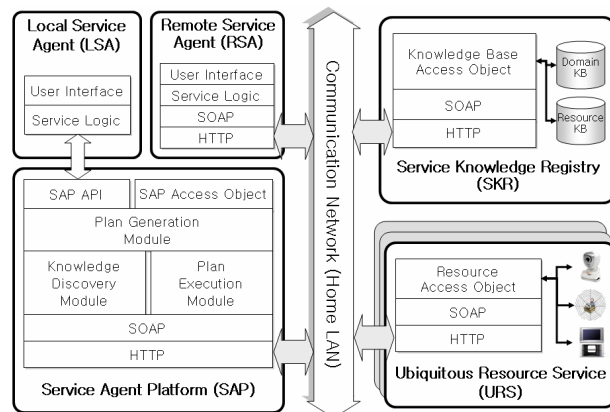 Local Service
Agent (LSA)
User Interface
Service Logic
Remote Service
Agent (RSA)
User Interface
Service Logic
SOAP
HTTP
Communication Network (Home LAN)
Knowledge Base
Access Object
SOAP
HTTP
Domain
KB
Resource
KB
Service Knowledge Registry
(SKR)
SAP API
SAP Access Object
Plan Generation
Module
Knowledge
Discovery
Module
Plan
Execution
Module
SOAP
HTTP
Service Agent Platform (SAP)
Resource
Access Object
SOAP
HTTP
Ubiquitous Resource Service
(URS)